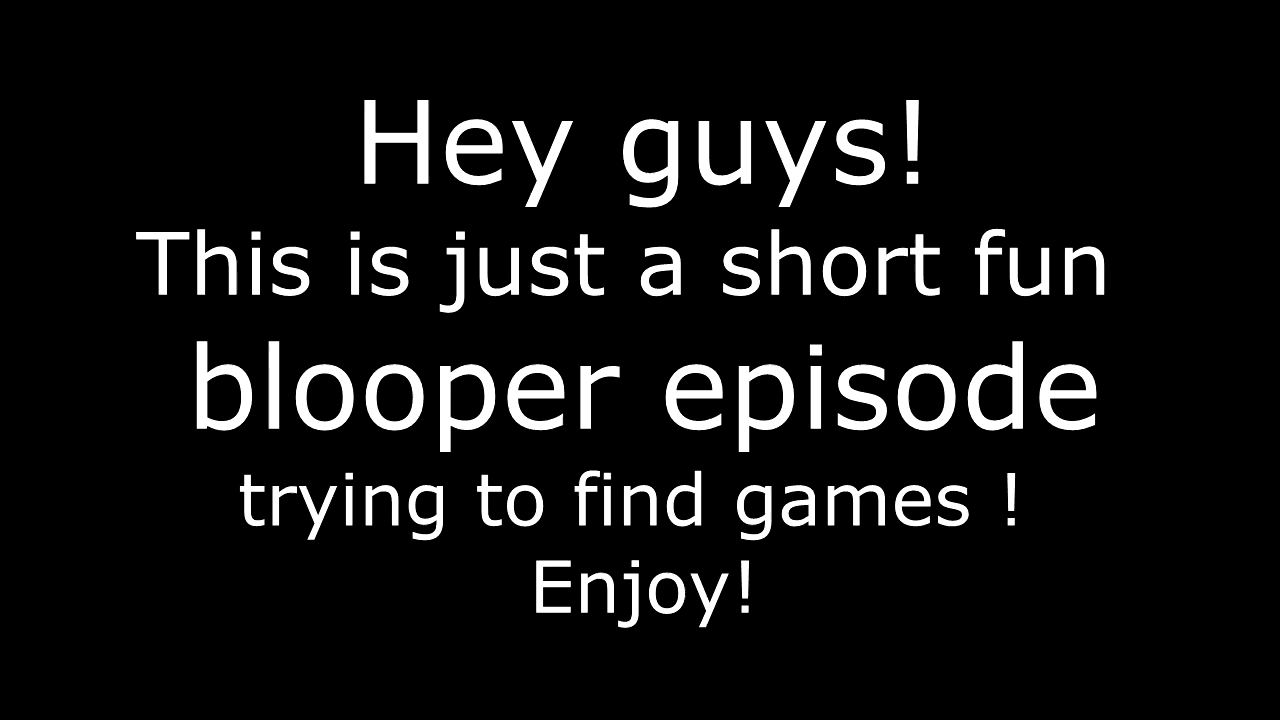 Hey guys!
This is just a short fun
blooper episode
trying to find games !
Enjoy!